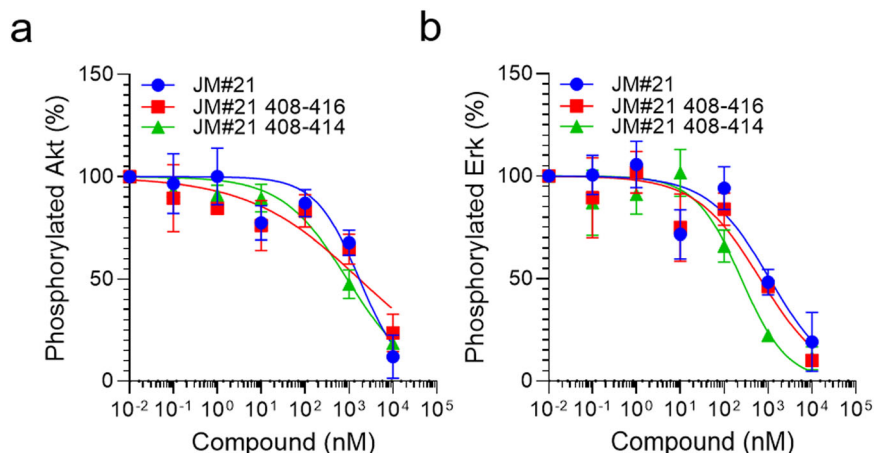 a
JM#21
JM#21 408-416
JM#21 408-414
Phosphorylated Akt (%)
150
100
50
0
10⁻² 10⁻¹ 10⁰ 10¹ 10² 10³ 10⁴ 10⁵
Compound (nM)
b
JM#21
JM#21 408-416
JM#21 408-414
Phosphorylated Erk (%)
150
100
50
0
10⁻² 10⁻¹ 10⁰ 10¹ 10² 10³ 10⁴ 10⁵
Compound (nM)